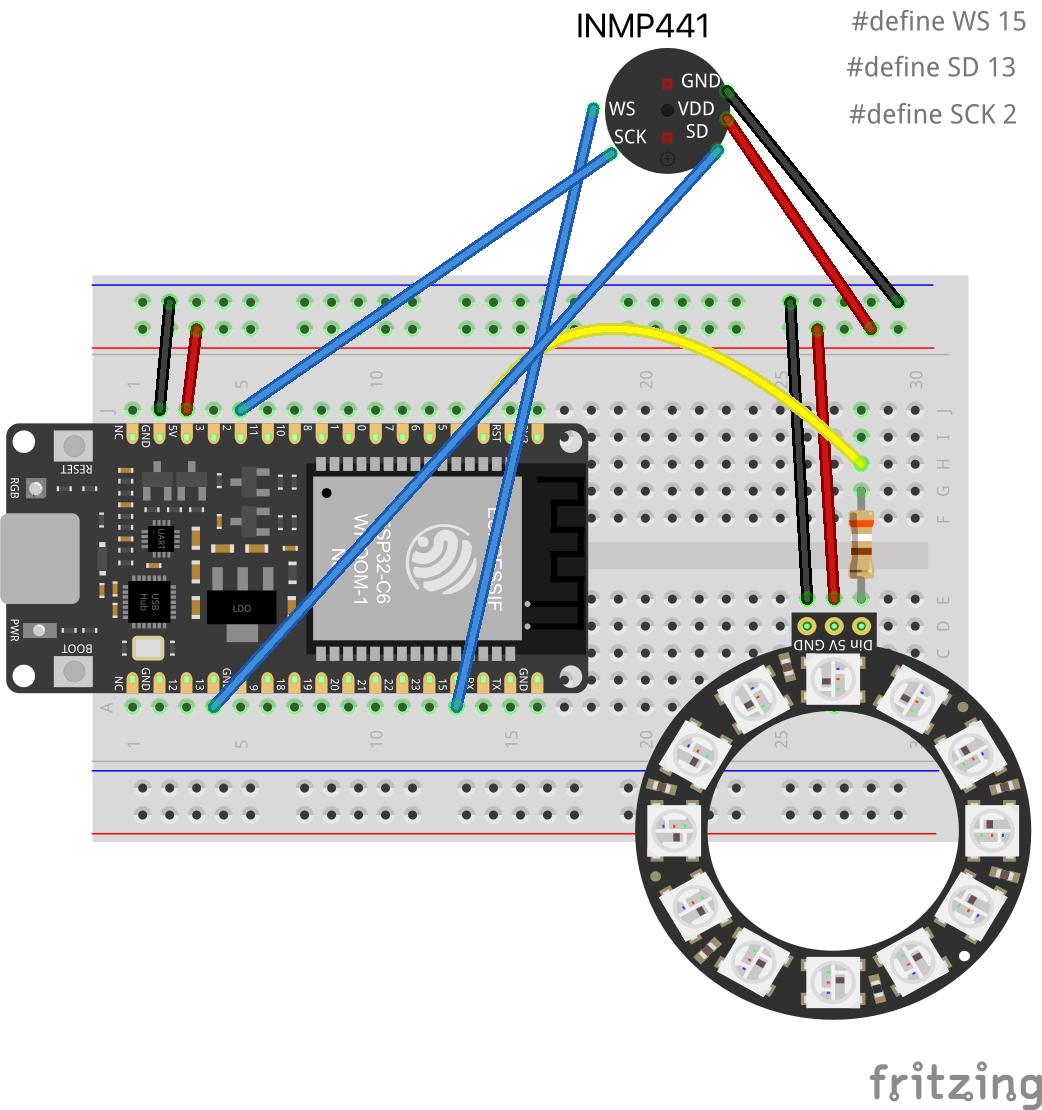 INMP441
#define WS 15
#define SD 13
#define SCK 2
GND
WS VDD
SCK SD
1 5 10 20 25 30
J J
NC GND 5V 3 2 11 10 8 1 0 7 6 5 RST
I
H
RESET
RGB
G
F
UART
ESPRESSIF
ESP32-C6
WROOM-1
USB
Hub
LDO
E
D
C
PWR
BOOT
GND 5V Din
NC GND 12 13 9 18 19 20 21 22 23 15 RX TX GND
A
1 5 10 15 20 25
fritzing